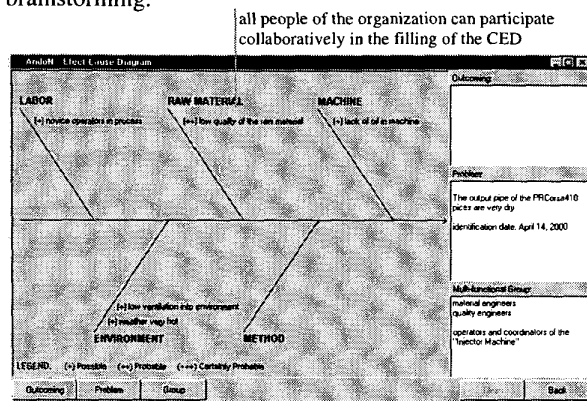 brainstorming.
all people of the organization can participate
collaboratively in the filling of the CED
AndoN - Efect Cause Diagram
Outcoming
LABOR
RAW MATERIAL
MACHINE
(+) novice operators in process
(++) low quality of the raw material
(+) lack of oil in machine
Problem
The output pipe of the PRCorsa418
pices are very dry
identification date: April 14, 2000
Multi-functional Group:
material engineers
quality engineers
operators and coordinators of the
"Injector Machine"
(+) low ventilation into environment
(+) weather very hot
ENVIRONMENT
METHOD
LEGEND: (+) Possible (++) Probable (+++) Certainly Probable
Outcoming
Problem
Group
Back